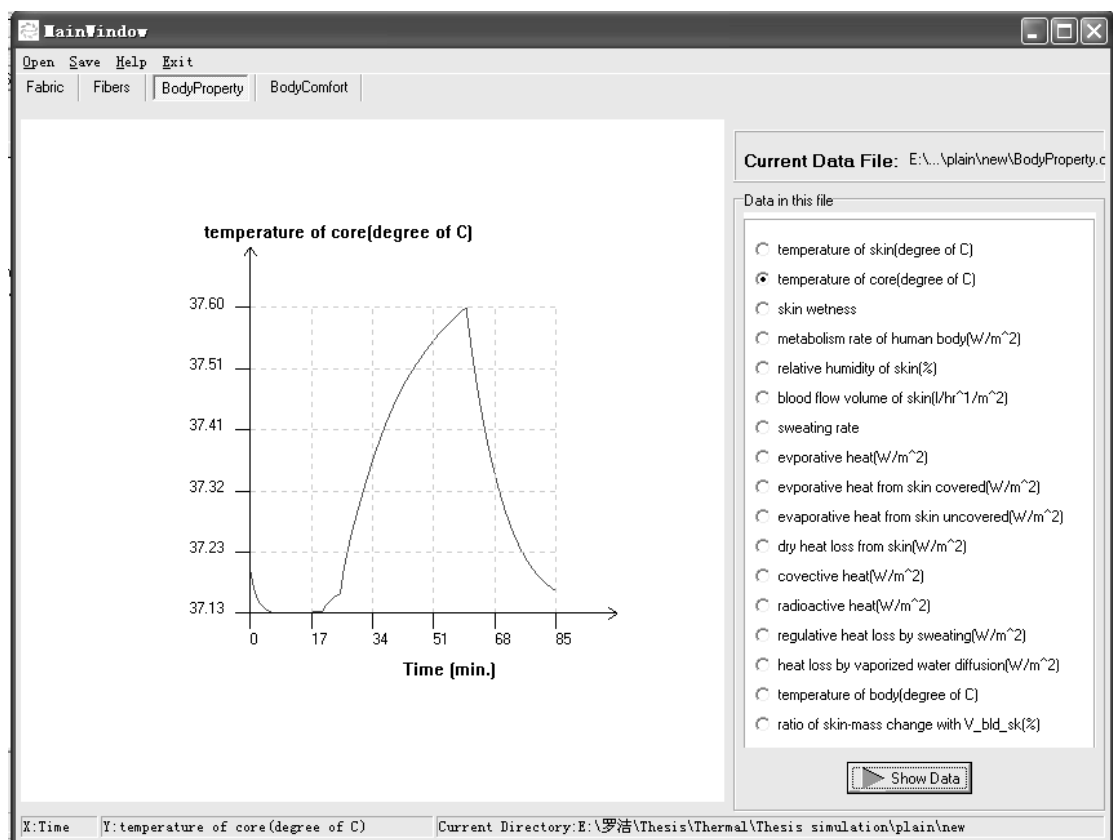 MainWindow
Open Save Help Exit
Fabric Fibers BodyProperty BodyComfort
Current Data File: E:\...\plain\new\BodyProperty.c
Data in this file
temperature of skin(degree of C)
temperature of core(degree of C)
skin wetness
metabolism rate of human body(W/m^2)
relative humidity of skin(%)
blood flow volume of skin(l/hr^1/m^2)
sweating rate
evporative heat(W/m^2)
evporative heat from skin covered(W/m^2)
evaporative heat from skin uncovered(W/m^2)
dry heat loss from skin(W/m^2)
covective heat(W/m^2)
radioactive heat(W/m^2)
regulative heat loss by sweating(W/m^2)
heat loss by vaporized water diffusion(W/m^2)
temperature of body(degree of C)
ratio of skin-mass change with V_bld_sk(%)
Show Data
temperature of core(degree of C)
37.60
37.51
37.41
37.32
37.23
37.13
0 17 34 51 68 85
Time (min.)
X:Time Y:temperature of core(degree of C) Current Directory:E:\罗洁\Thesis\Thermal\Thesis simulation\plain\new